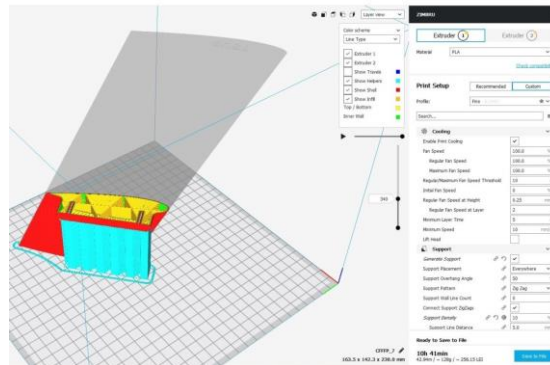 Layer view
Color scheme
Line Type
Extruder 1
Extruder 2
Show Travels
Show Helpers
Show Shell
Show Infill
Top / Bottom
Inner Wall
Extruder 1
Extruder 2
Material
PLA
Check compatibility
Print Setup
Recommended
Custom
Profile:
Fine
Search...
Cooling
Enable Print Cooling
Fan Speed
100.0
Regular Fan Speed
100.0
Maximum Fan Speed
100.0
Regular/Maximum Fan Speed Threshold
10
Initial Fan Speed
0
Regular Fan Speed at Height
0.25
Regular Fan Speed at Layer
2
Minimum Layer Time
5
Minimum Speed
10
Lift Head
Support
Generate Support
Support Placement
Everywhere
Support Overhang Angle
50
Support Pattern
Zig Zag
Support Wall Line Count
0
Connect Support ZigZags
Support Density
Support Line Distance
Ready to Save to File
10h 41min
Save to File